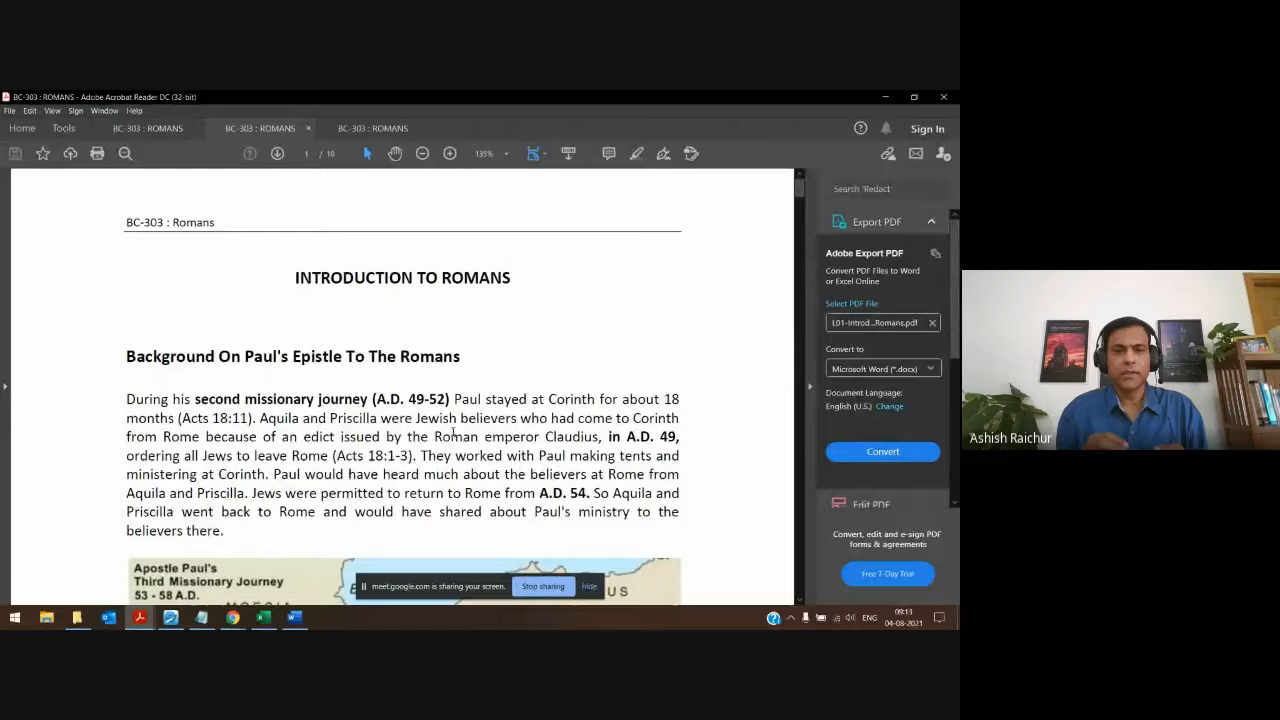 BC-303 : ROMANS - Adobe Acrobat Reader DC (32-bit)
File Edit View Sign Window Help
Home Tools BC-303 : ROMANS BC-303 : ROMANS × BC-303 : ROMANS Sign In
1 / 10 135%
BC-303 : Romans
INTRODUCTION TO ROMANS
Background On Paul's Epistle To The Romans
During his second missionary journey (A.D. 49-52) Paul stayed at Corinth for about 18
months (Acts 18:11). Aquila and Priscilla were Jewish believers who had come to Corinth
from Rome because of an edict issued by the Roman emperor Claudius, in A.D. 49,
ordering all Jews to leave Rome (Acts 18:1-3). They worked with Paul making tents and
ministering at Corinth. Paul would have heard much about the believers at Rome from
Aquila and Priscilla. Jews were permitted to return to Rome from A.D. 54. So Aquila and
Priscilla went back to Rome and would have shared about Paul's ministry to the
believers there.
Apostle Paul's
Third Missionary Journey
53 - 58 A.D.
meet.google.com is sharing your screen. Stop sharing Hide
U S
Search 'Redact'
Export PDF
Adobe Export PDF
Convert PDF Files to Word
or Excel Online
Select PDF File
L01-Introd...Romans.pdf
Convert to
Microsoft Word (*.docx)
Document Language:
English (U.S.) Change
Convert
Edit PDF
Convert, edit and e-sign PDF
forms & agreements
Free 7-Day Trial
ENG
09:13
04-08-2021
Ashish Raichur